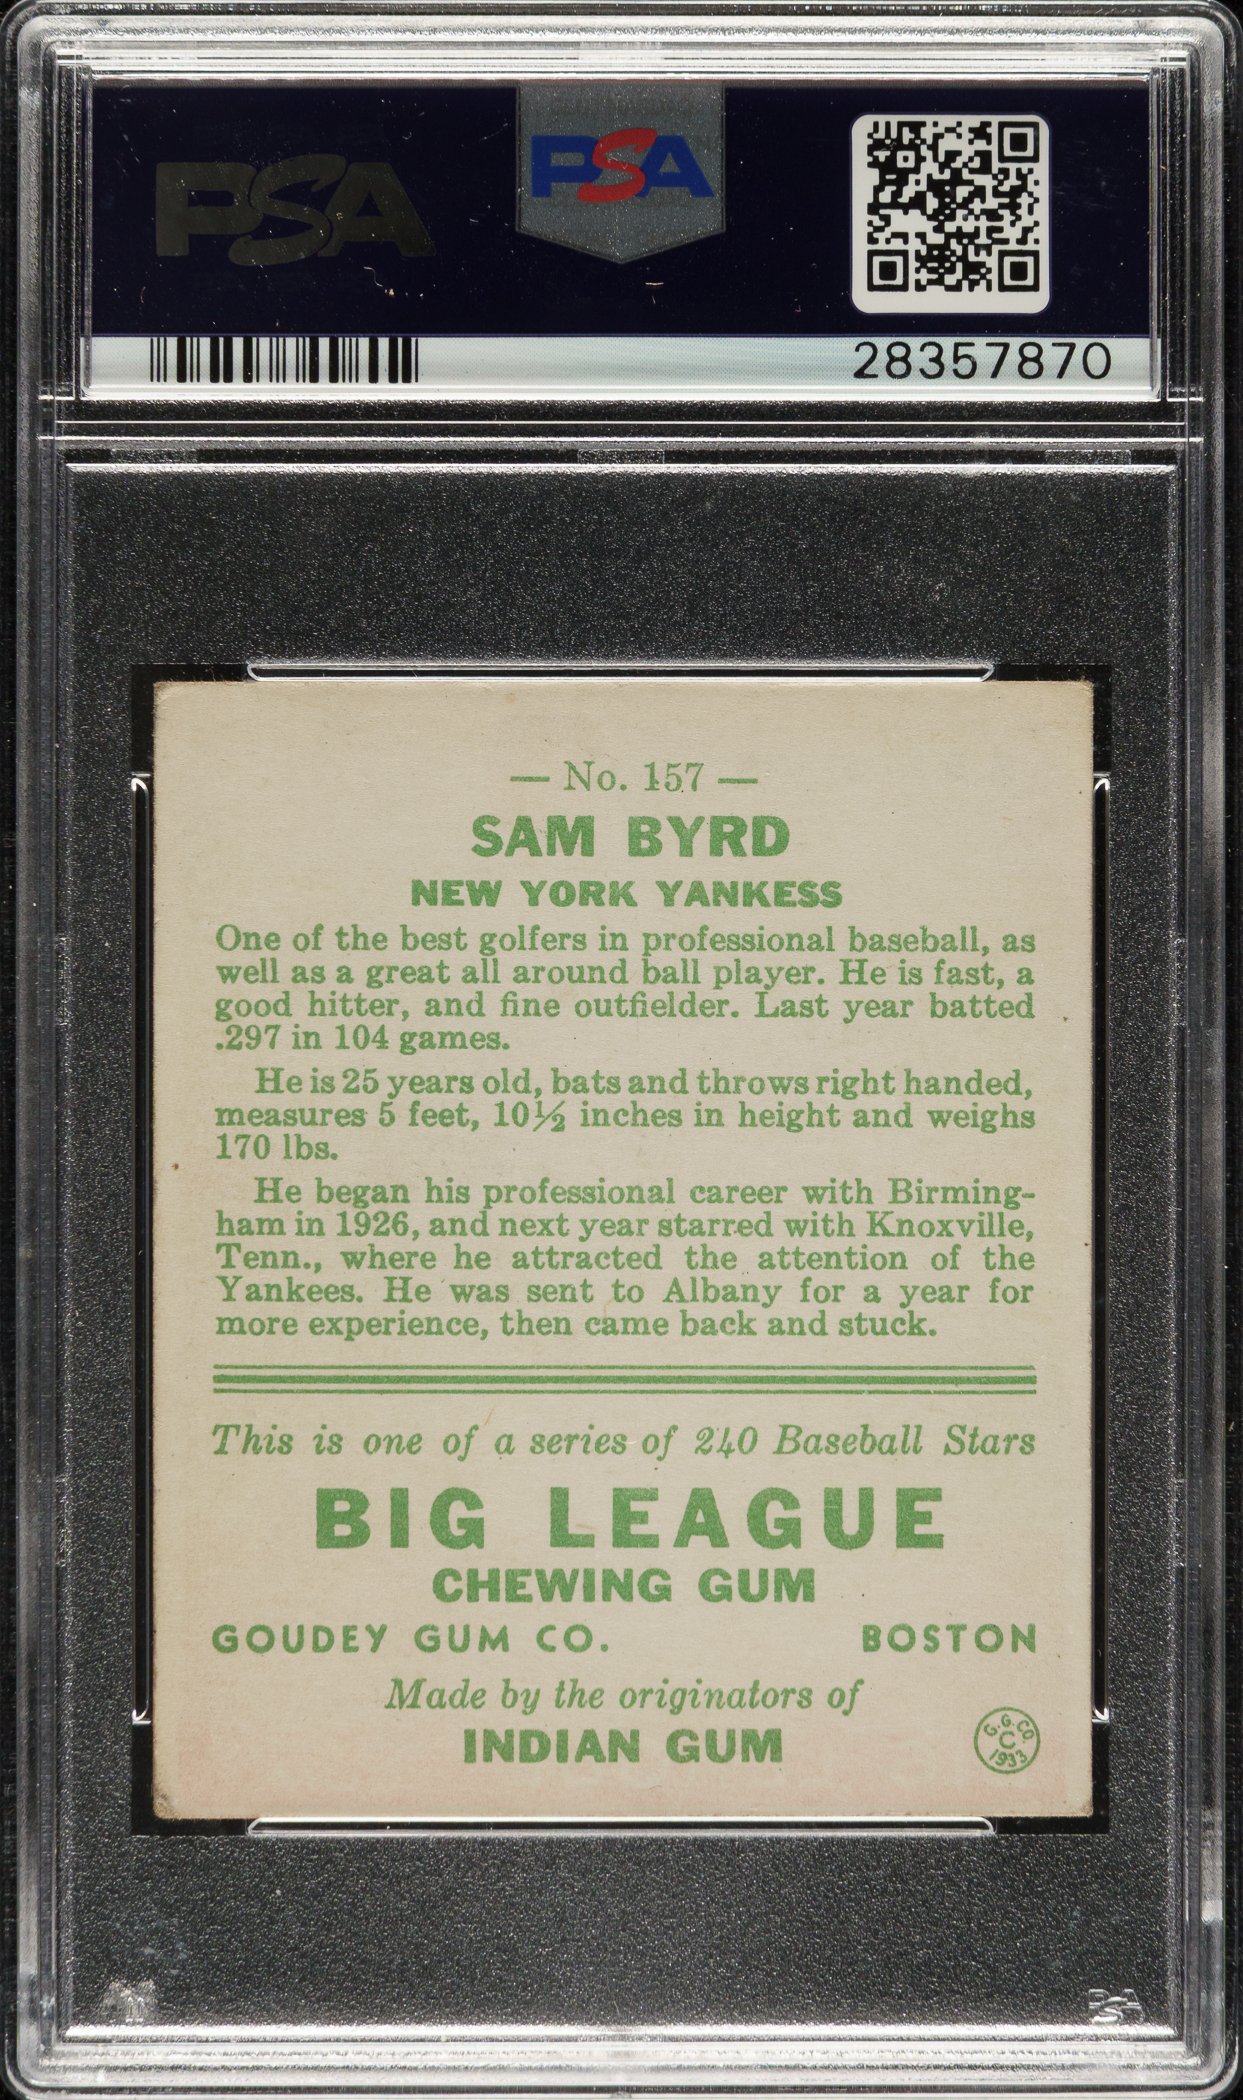 PSA
PSA
28357870
— No. 157 —
SAM BYRD
NEW YORK YANKESS
One of the best golfers in professional baseball, as
well as a great all around ball player. He is fast, a
good hitter, and fine outfielder. Last year batted
.297 in 104 games.
He is 25 years old, bats and throws right handed,
measures 5 feet, 10½ inches in height and weighs
170 lbs.
He began his professional career with Birming-
ham in 1926, and next year starred with Knoxville,
Tenn., where he attracted the attention of the
Yankees. He was sent to Albany for a year for
more experience, then came back and stuck.
This is one of a series of 240 Baseball Stars
BIG LEAGUE
CHEWING GUM
GOUDEY GUM CO. BOSTON
Made by the originators of
INDIAN GUM
G.G.CO.
C
1933
PSA